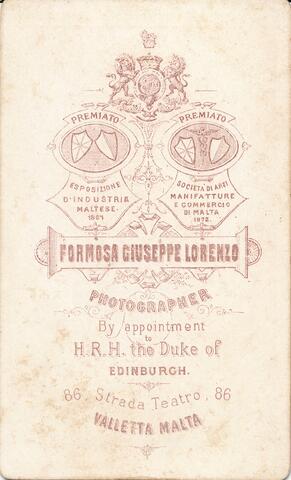 PREMIATO
ESPOSIZIONE
D'INDUSTRIA
MALTESE
1864
PREMIATO
SOCIETÀ DI ARTI
MANIFATTURE
E COMMERCIO
DI MALTA
1872.
FORMOSA GIUSEPPE LORENZO
PHOTOGRAPHER
By appointment
to
H.R.H. the Duke of
EDINBURGH.
86, Strada Teatro, 86
VALLETTA MALTA